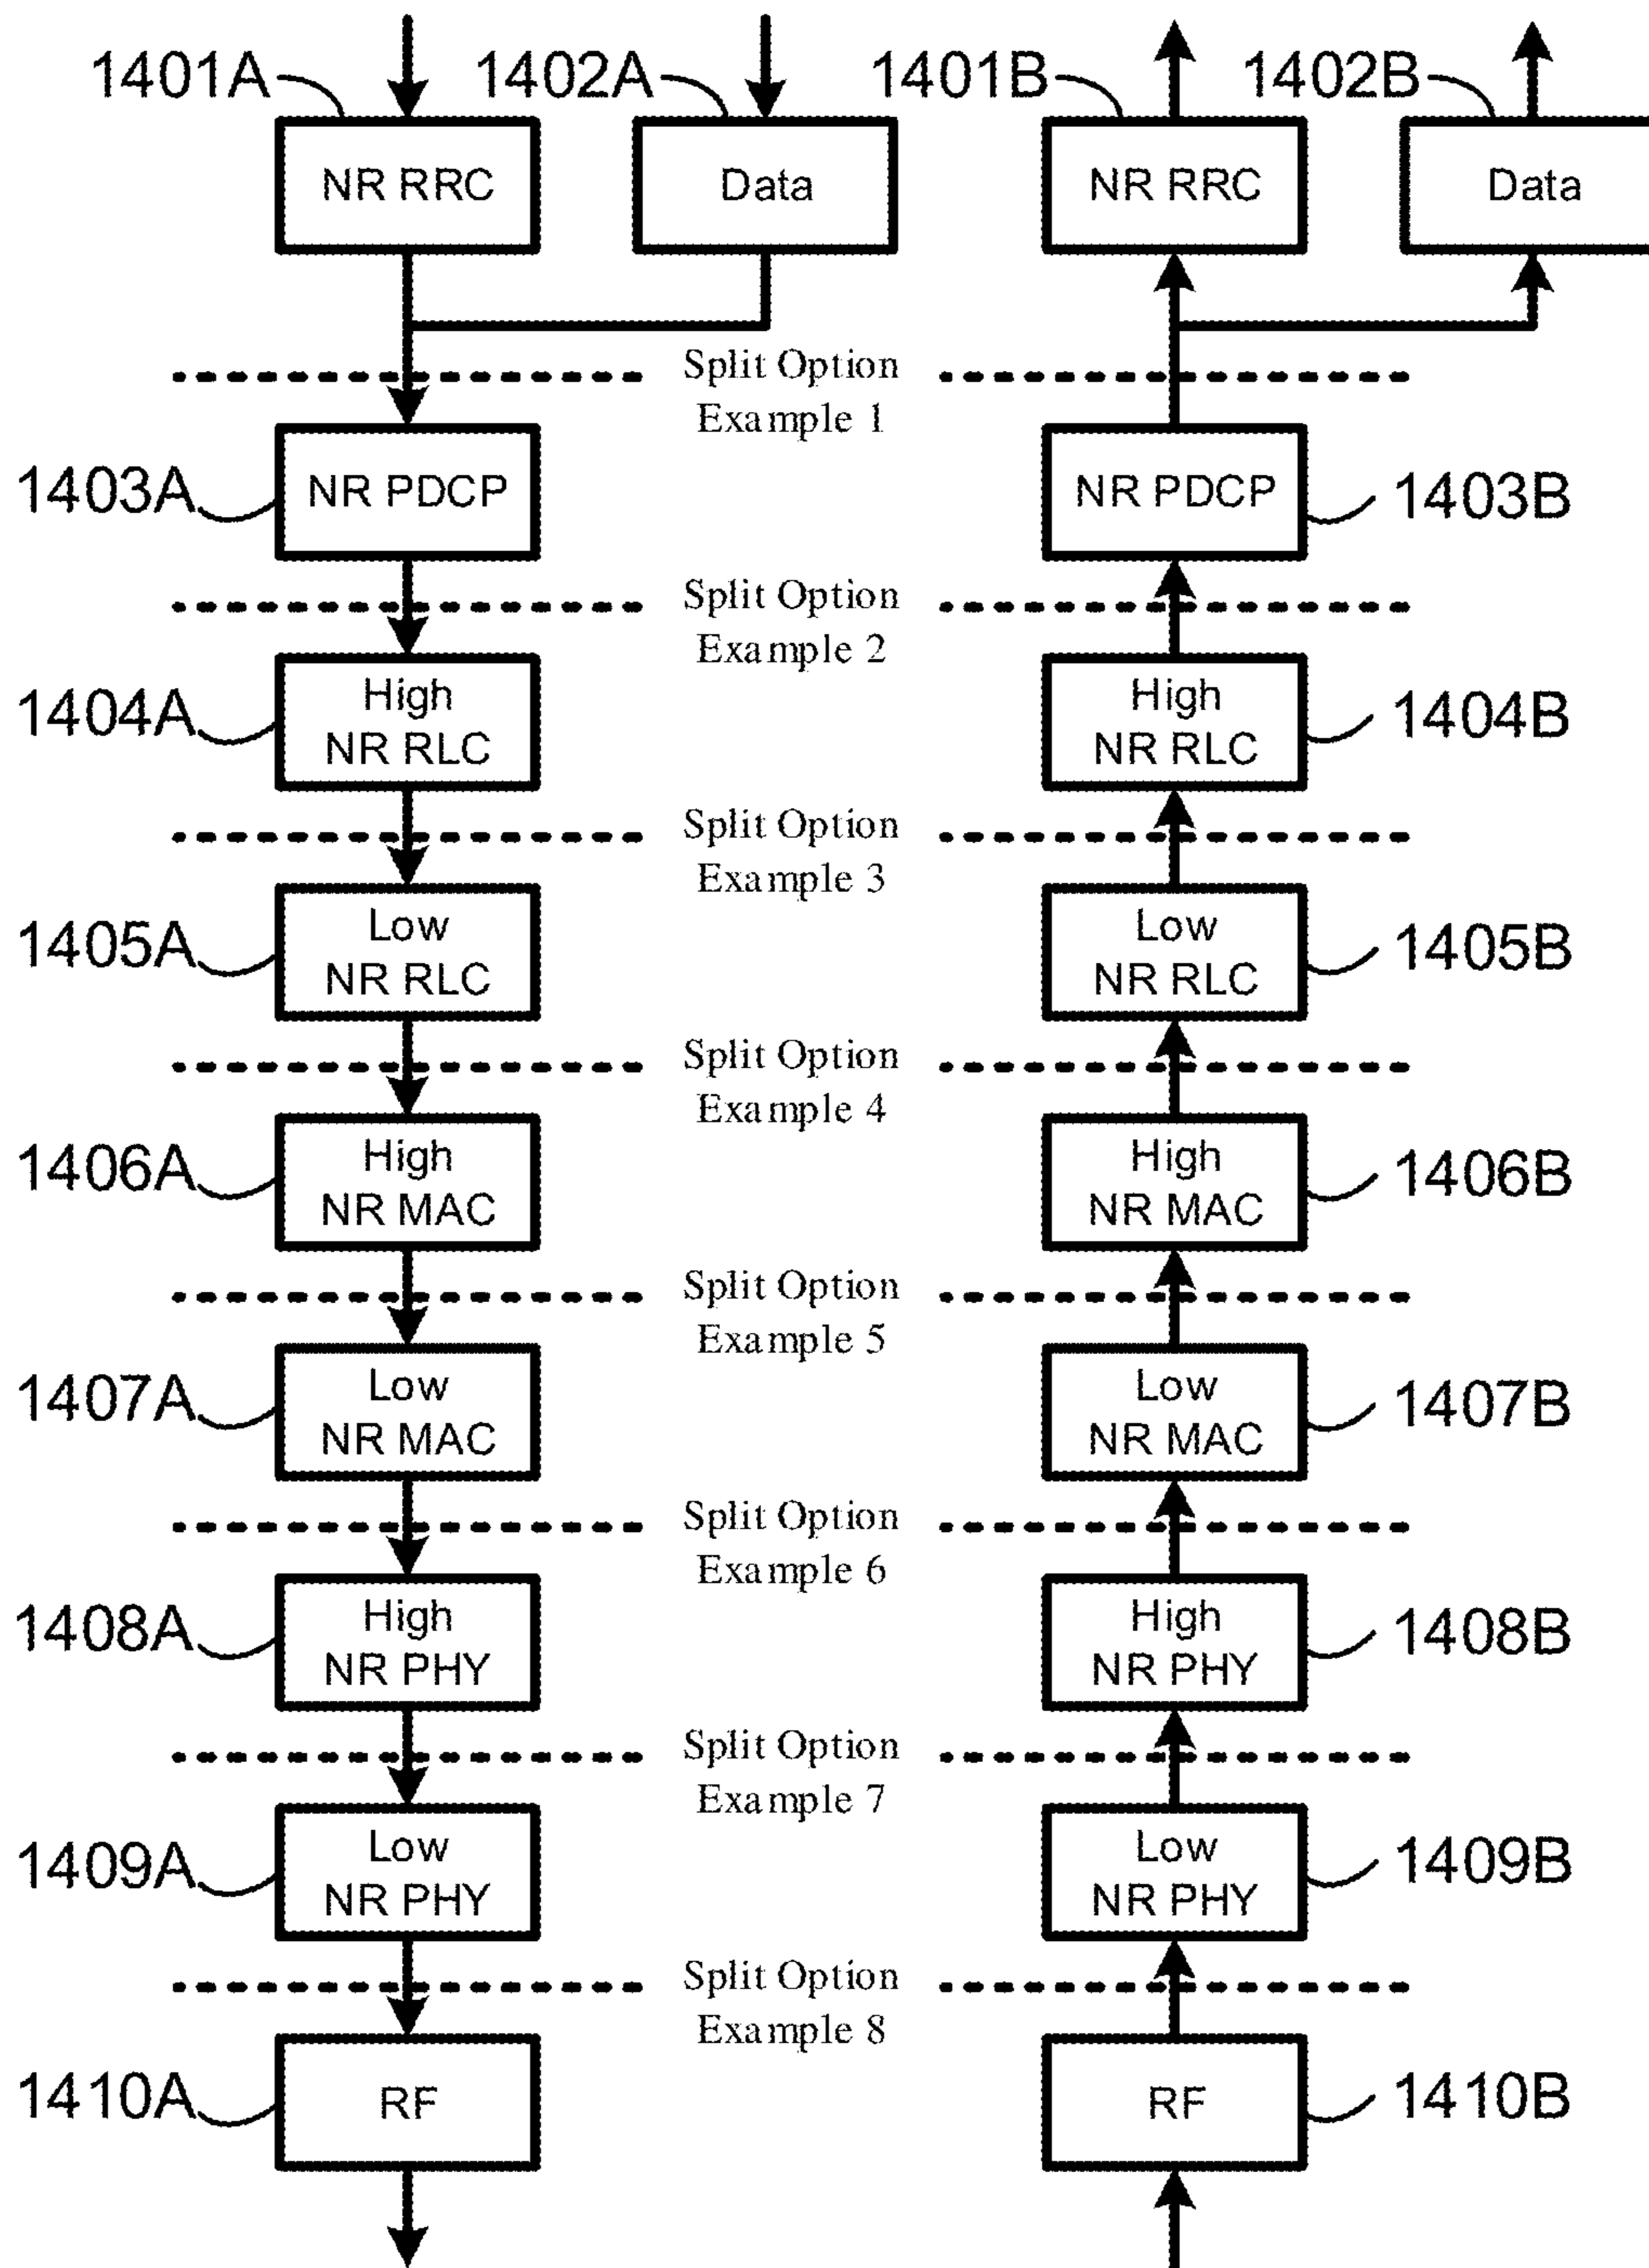 1401A 1402A 1401B 1402B
NR RRC Data NR RRC Data
Split Option
Example 1
1403A NR PDCP NR PDCP 1403B
Split Option
Example 2
1404A High NR RLC High NR RLC 1404B
Split Option
Example 3
1405A Low NR RLC Low NR RLC 1405B
Split Option
Example 4
1406A High NR MAC High NR MAC 1406B
Split Option
Example 5
1407A Low NR MAC Low NR MAC 1407B
Split Option
Example 6
1408A High NR PHY High NR PHY 1408B
Split Option
Example 7
1409A Low NR PHY Low NR PHY 1409B
Split Option
Example 8
1410A RF RF 1410B